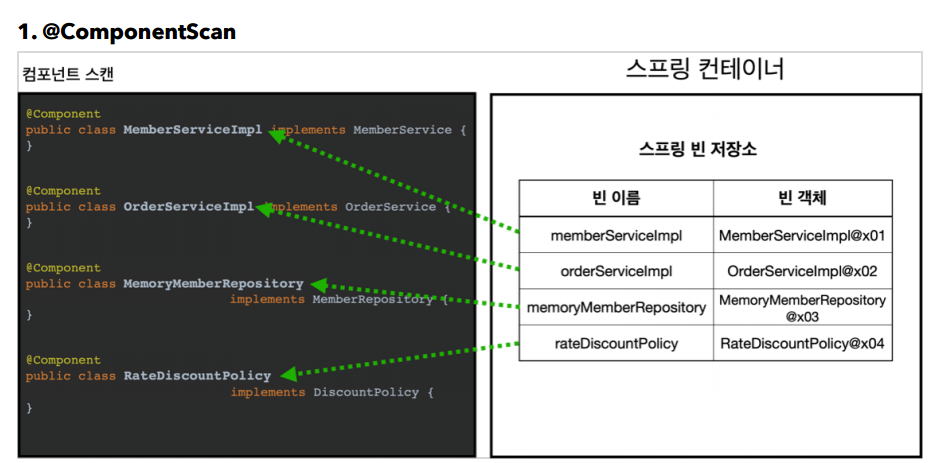 1. @ComponentScan
컴포넌트 스캔
@Component
public class MemberServiceImpl implements MemberService {
}
@Component
public class OrderServiceImpl implements OrderService {
}
@Component
public class MemoryMemberRepository
implements MemberRepository {
}
@Component
public class RateDiscountPolicy
implements DiscountPolicy {
}
스프링 컨테이너
스프링 빈 저장소
빈 이름 빈 객체
memberServiceImpl MemberServiceImpl@x01
orderServiceImpl OrderServiceImpl@x02
memoryMemberRepository MemoryMemberRepository
@x03
rateDiscountPolicy RateDiscountPolicy@x04